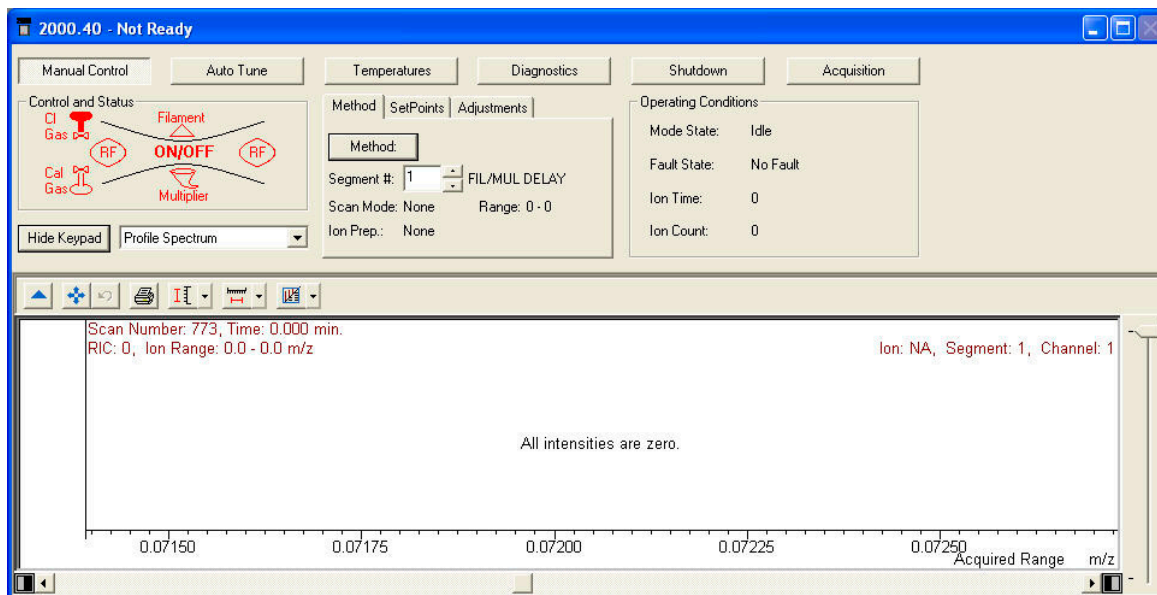 2000.40 - Not Ready
Manual Control Auto Tune Temperatures Diagnostics Shutdown Acquisition
Control and Status
CI
Gas
Filament
RF ON/OFF RF
Cal
Gas
Multiplier
Hide Keypad Profile Spectrum
Method SetPoints Adjustments
Method:
Segment #: 1 FIL/MUL DELAY
Scan Mode: None Range: 0 - 0
Ion Prep.: None
Operating Conditions
Mode State: Idle
Fault State: No Fault
Ion Time: 0
Ion Count: 0
Scan Number: 773, Time: 0.000 min.
RIC: 0, Ion Range: 0.0 - 0.0 m/z Ion: NA, Segment: 1, Channel: 1
All intensities are zero.
0.07150 0.07175 0.07200 0.07225 0.07250
Acquired Range m/z